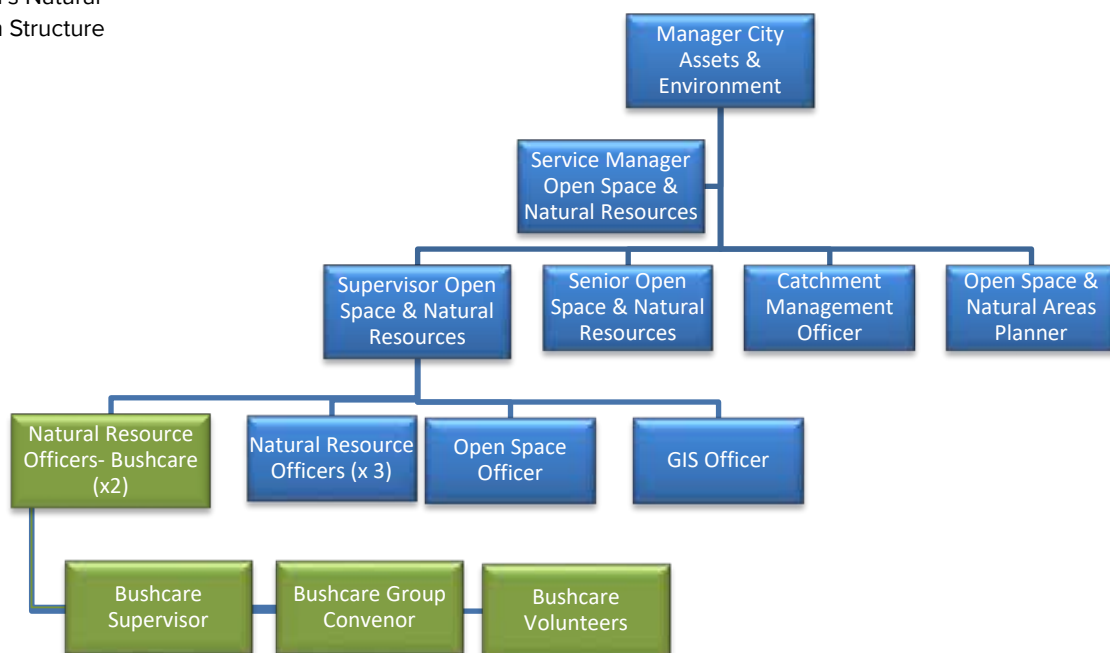 Structure
Manager City
Assets &
Environment
Service Manager
Open Space &
Natural Resources
Supervisor Open
Space & Natural
Resources
Senior Open
Space & Natural
Resources
Catchment
Management
Officer
Open Space &
Natural Areas
Planner
Natural Resource
Officers- Bushcare
(x2)
Natural Resource
Officers (x 3)
Open Space
Officer
GIS Officer
Bushcare
Supervisor
Bushcare Group
Convenor
Bushcare
Volunteers